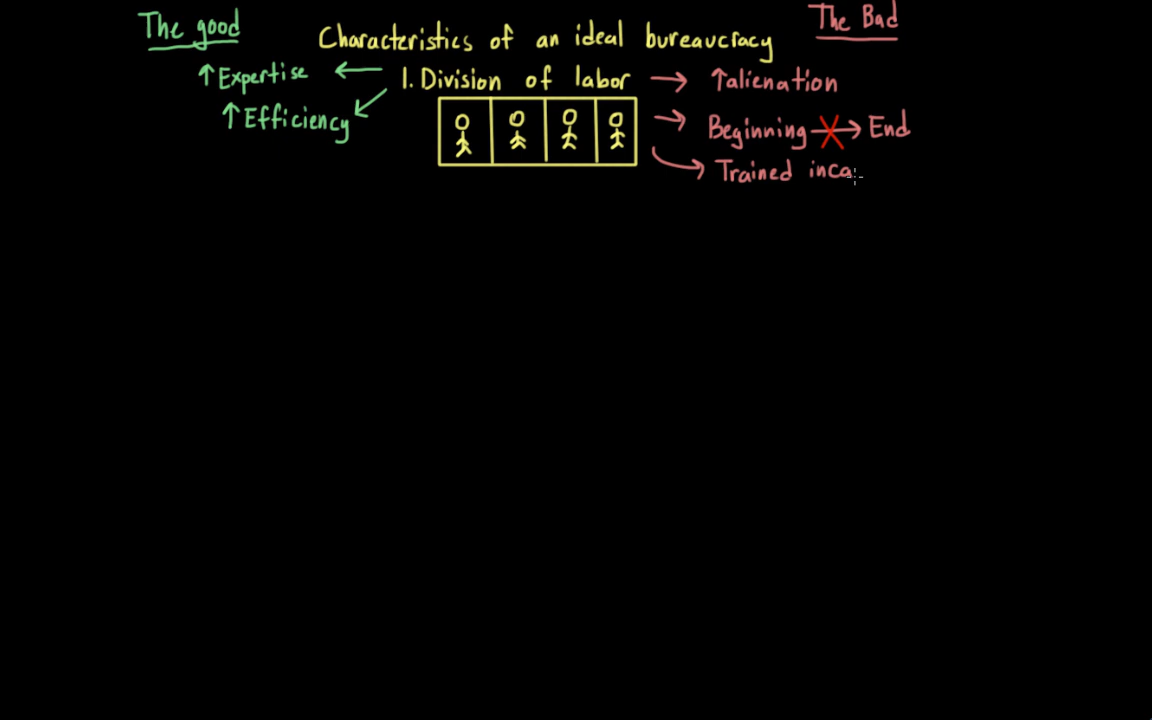 The good
Characteristics of an ideal bureaucracy
The Bad
↑Expertise
1. Division of labor
↑alienation
↑Efficiency
Beginning → End
Trained inca